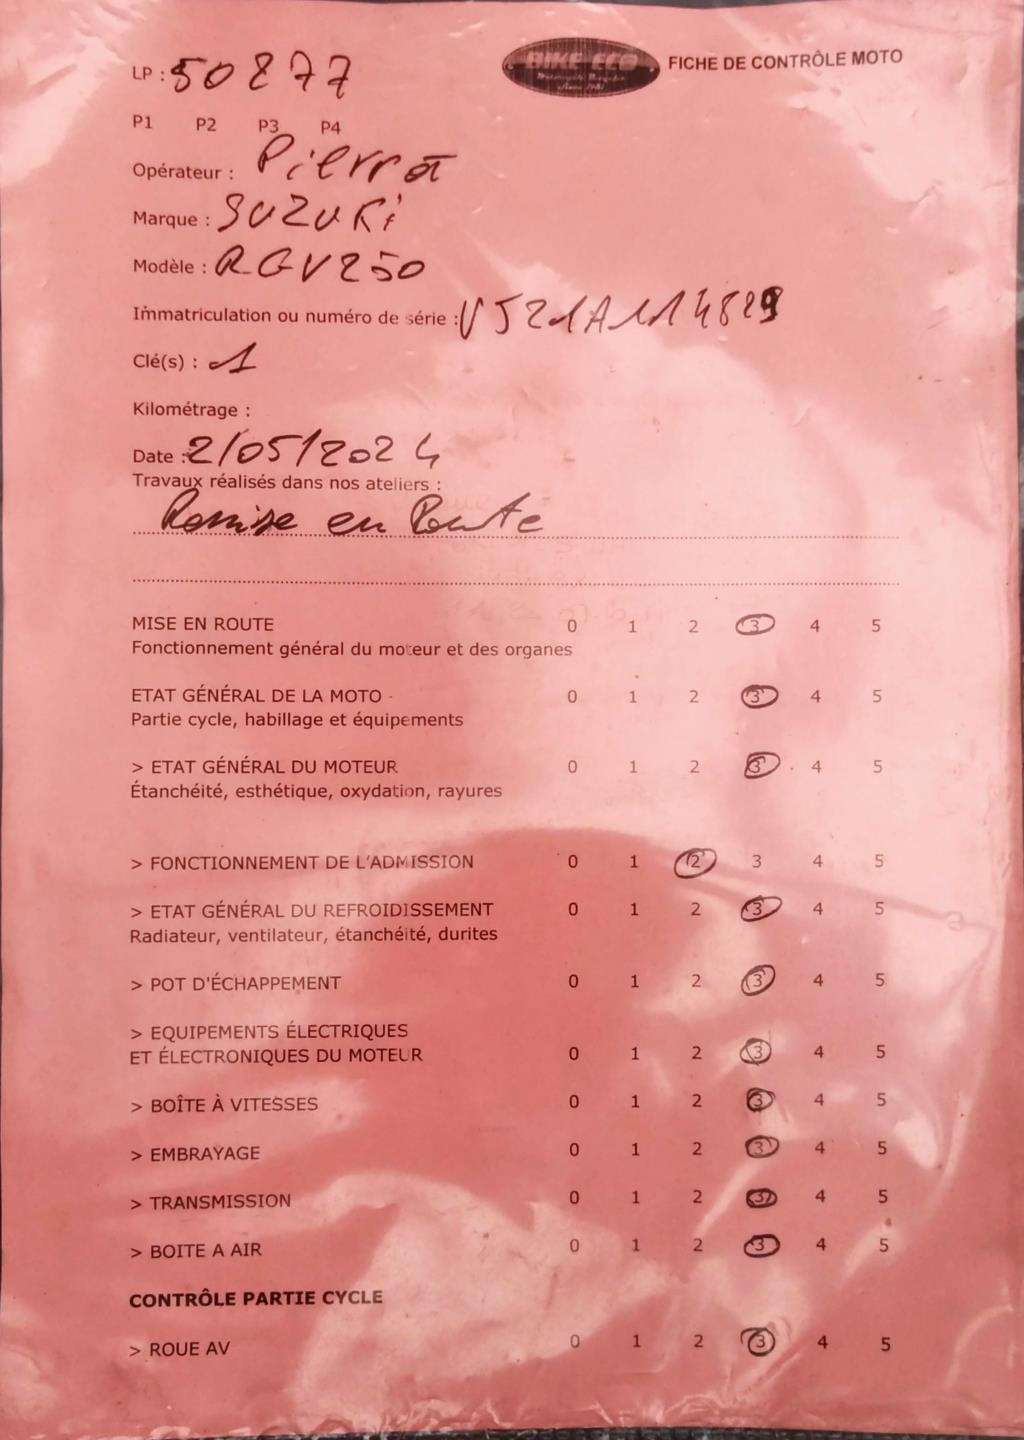 LP : 50877
BIKE ECO
FICHE DE CONTRÔLE MOTO
P1 P2 P3 P4
Opérateur : Pierrot
Marque : SUZUKi
Modèle : RGV250
Immatriculation ou numéro de série : VJ21A114829
Clé(s) : 1
Kilométrage :
Date : 2/05/2024
Travaux réalisés dans nos ateliers :
Remise en Route
MISE EN ROUTE 0 1 2 3 4 5
Fonctionnement général du moteur et des organes
ETAT GÉNÉRAL DE LA MOTO 0 1 2 3 4 5
Partie cycle, habillage et équipements
> ETAT GÉNÉRAL DU MOTEUR 0 1 2 3 4 5
Étanchéité, esthétique, oxydation, rayures
> FONCTIONNEMENT DE L'ADMISSION 0 1 2 3 4 5
> ETAT GÉNÉRAL DU REFROIDISSEMENT 0 1 2 3 4 5
Radiateur, ventilateur, étanchéité, durites
> POT D'ÉCHAPPEMENT 0 1 2 3 4 5
> EQUIPEMENTS ÉLECTRIQUES
ET ÉLECTRONIQUES DU MOTEUR 0 1 2 3 4 5
> BOÎTE À VITESSES 0 1 2 3 4 5
> EMBRAYAGE 0 1 2 3 4 5
> TRANSMISSION 0 1 2 3 4 5
> BOITE A AIR 0 1 2 3 4 5
CONTRÔLE PARTIE CYCLE
> ROUE AV 0 1 2 3 4 5